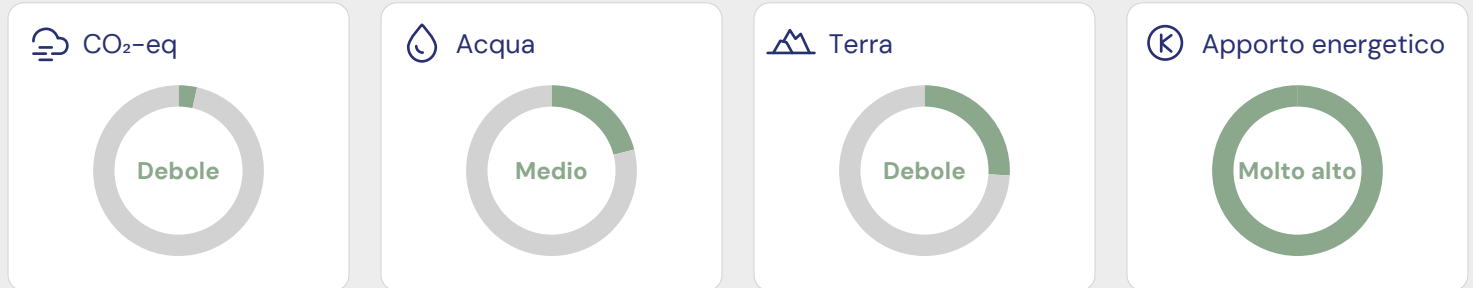 CO₂-eq
Debole
Acqua
Medio
Terra
Debole
Apporto energetico
Molto alto